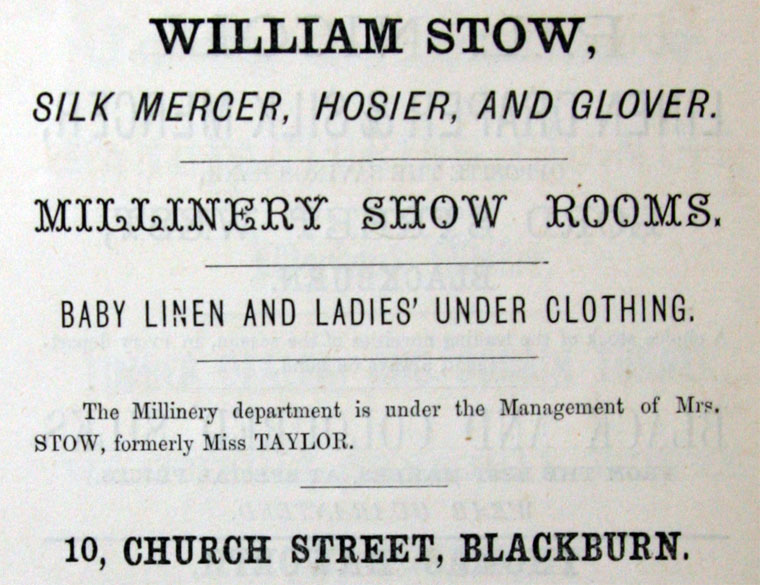 WILLIAM STOW,
SILK MERCER, HOSIER, AND GLOVER.
MILLINERY SHOW ROOMS.
BABY LINEN AND LADIES' UNDER CLOTHING.
The Millinery department is under the Management of Mrs.
STOW, formerly Miss TAYLOR.
10, CHURCH STREET, BLACKBURN.